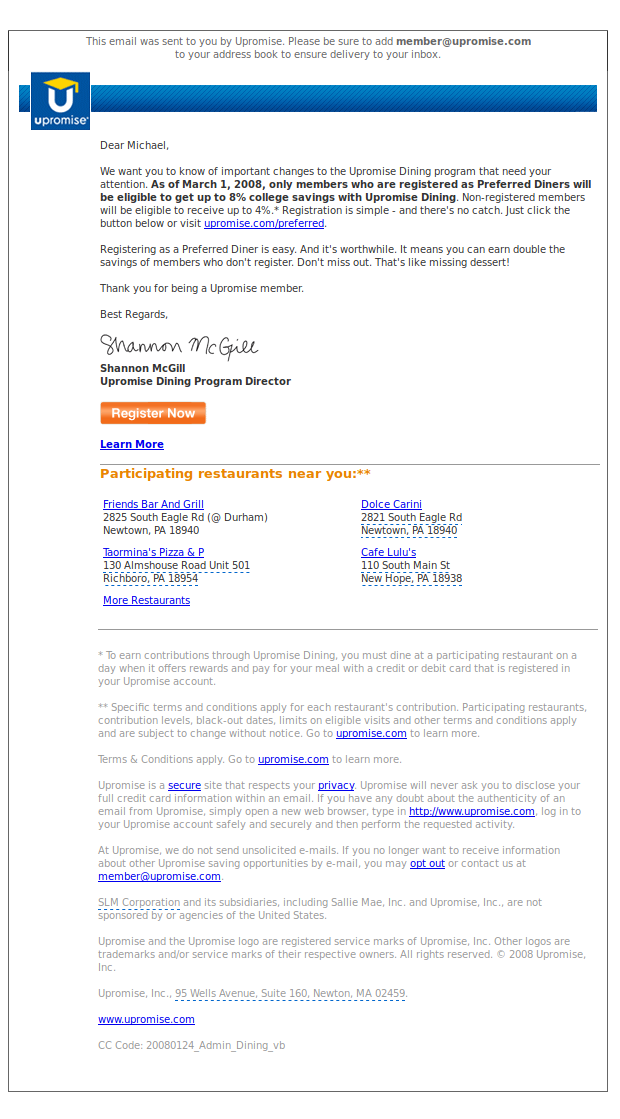 This email was sent to you by Upromise. Please be sure to add member@upromise.com
to your address book to ensure delivery to your inbox.
U
upromise
Dear Michael,
We want you to know of important changes to the Upromise Dining program that need your
attention. As of March 1, 2008, only members who are registered as Preferred Diners will
be eligible to get up to 8% college savings with Upromise Dining. Non-registered members
will be eligible to receive up to 4%.* Registration is simple - and there's no catch. Just click the
button below or visit upromise.com/preferred.
Registering as a Preferred Diner is easy. And it's worthwhile. It means you can earn double the
savings of members who don't register. Don't miss out. That's like missing dessert!
Thank you for being a Upromise member.
Best Regards,
Shannon McGill
Shannon McGill
Upromise Dining Program Director
Register Now
Learn More
Participating restaurants near you:**
Friends Bar And Grill
2825 South Eagle Rd (@ Durham)
Newtown, PA 18940
Dolce Carini
2821 South Eagle Rd
Newtown, PA 18940
Taormina's Pizza & P
130 Almshouse Road Unit 501
Richboro, PA 18954
Cafe Lulu's
110 South Main St
New Hope, PA 18938
More Restaurants
* To earn contributions through Upromise Dining, you must dine at a participating restaurant on a
day when it offers rewards and pay for your meal with a credit or debit card that is registered in
your Upromise account.
** Specific terms and conditions apply for each restaurant's contribution. Participating restaurants,
contribution levels, black-out dates, limits on eligible visits and other terms and conditions apply
and are subject to change without notice. Go to upromise.com to learn more.
Terms & Conditions apply. Go to upromise.com to learn more.
Upromise is a secure site that respects your privacy. Upromise will never ask you to disclose your
full credit card information within an email. If you have any doubt about the authenticity of an
email from Upromise, simply open a new web browser, type in http://www.upromise.com, log in to
your Upromise account safely and securely and then perform the requested activity.
At Upromise, we do not send unsolicited e-mails. If you no longer want to receive information
about other Upromise saving opportunities by e-mail, you may opt out or contact us at
member@upromise.com.
SLM Corporation and its subsidiaries, including Sallie Mae, Inc. and Upromise, Inc., are not
sponsored by or agencies of the United States.
Upromise and the Upromise logo are registered service marks of Upromise, Inc. Other logos are
trademarks and/or service marks of their respective owners. All rights reserved. © 2008 Upromise,
Inc.
Upromise, Inc., 95 Wells Avenue, Suite 160, Newton, MA 02459.
www.upromise.com
CC Code: 20080124_Admin_Dining_vb